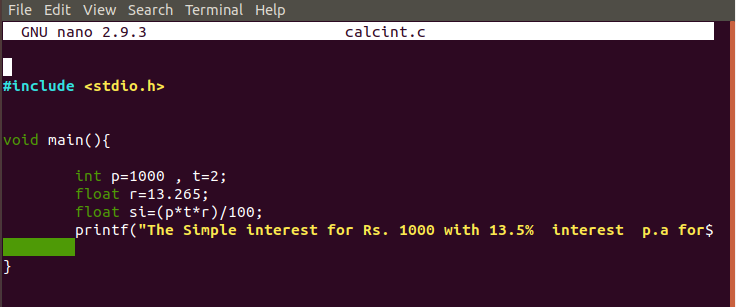 File Edit View Search Terminal Help
GNU nano 2.9.3 calcint.c
#include <stdio.h>
void main(){
int p=1000 , t=2;
float r=13.265;
float si=(p*t*r)/100;
printf("The Simple interest for Rs. 1000 with 13.5%  interest  p.a for$
}